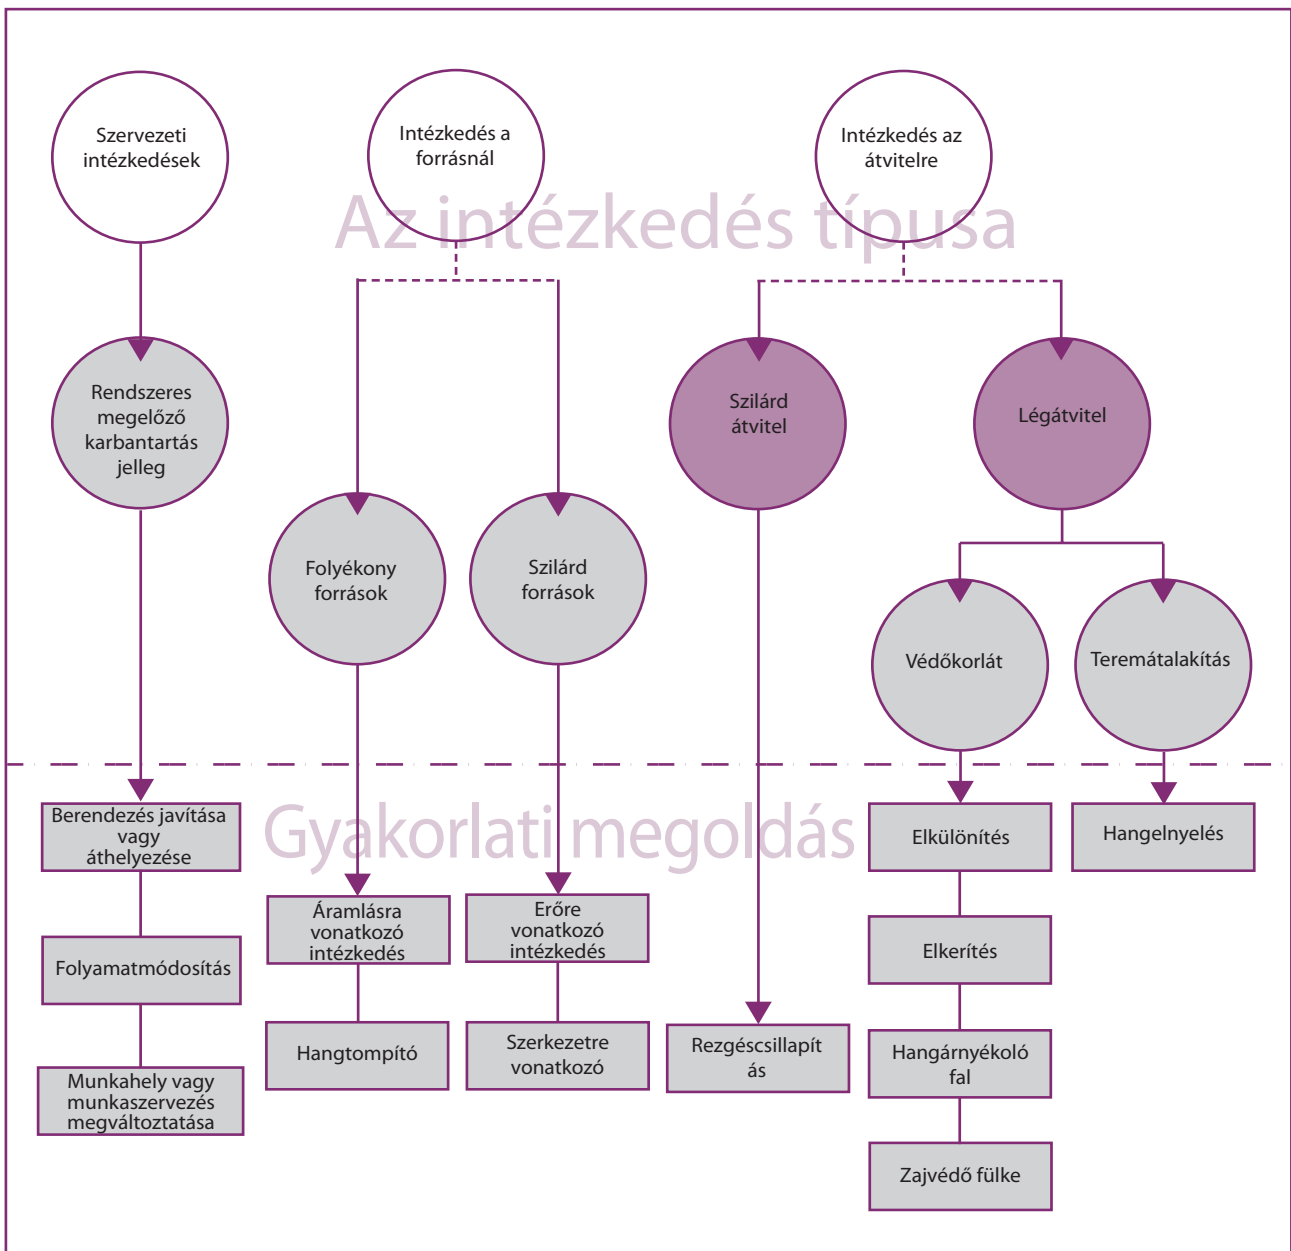 Szervezeti
intézkedések
Intézkedés a
forrásnál
Intézkedés az
átvitelre
Az intézkedés típusa
Rendszeres
megelőző
karbantartás
jelleg
Szilárd
átvitel
Légátvitel
Folyékony
források
Szilárd
források
Védőkorlát
Teremátalakítás
Gyakorlati megoldás
Berendezés javítása
vagy
áthelyezése
Folyamatmódosítás
Munkahely vagy
munkaszervezés
megváltoztatása
Áramlásra
vonatkozó
intézkedés
Hangtompító
Erőre
vonatkozó
intézkedés
Szerkezetre
vonatkozó
Rezgéscsillapít
ás
Elkülönítés
Elkerítés
Hangárnyékoló
fal
Zajvédő fülke
Hangelnyelés